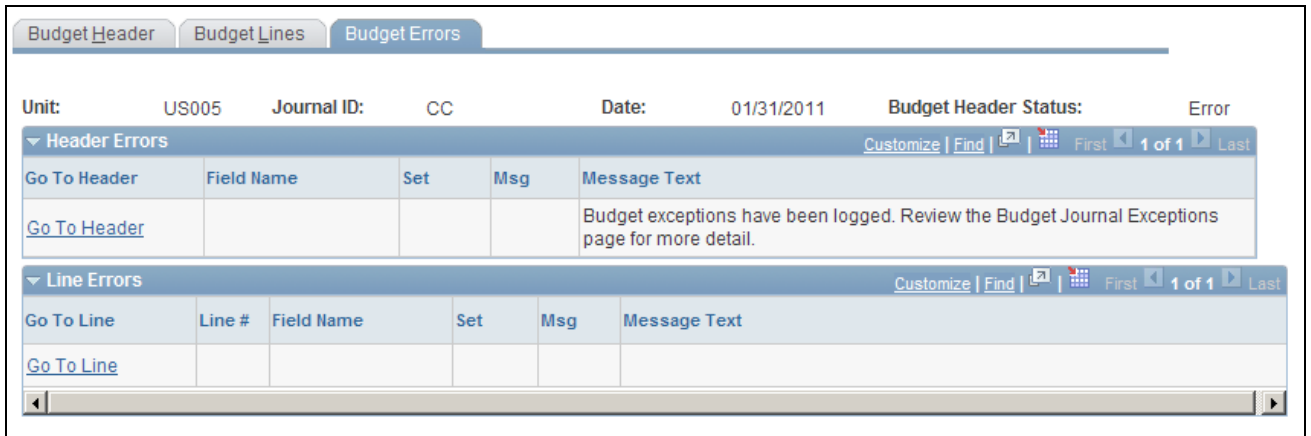 Budget Header Budget Lines Budget Errors
Unit: US005 Journal ID: CC Date: 01/31/2011 Budget Header Status: Error
Header Errors Customize | Find | | First 1 of 1 Last
Go To Header Field Name Set Msg Message Text
Go To Header Budget exceptions have been logged. Review the Budget Journal Exceptions
page for more detail.
Line Errors Customize | Find | | First 1 of 1 Last
Go To Line Line # Field Name Set Msg Message Text
Go To Line